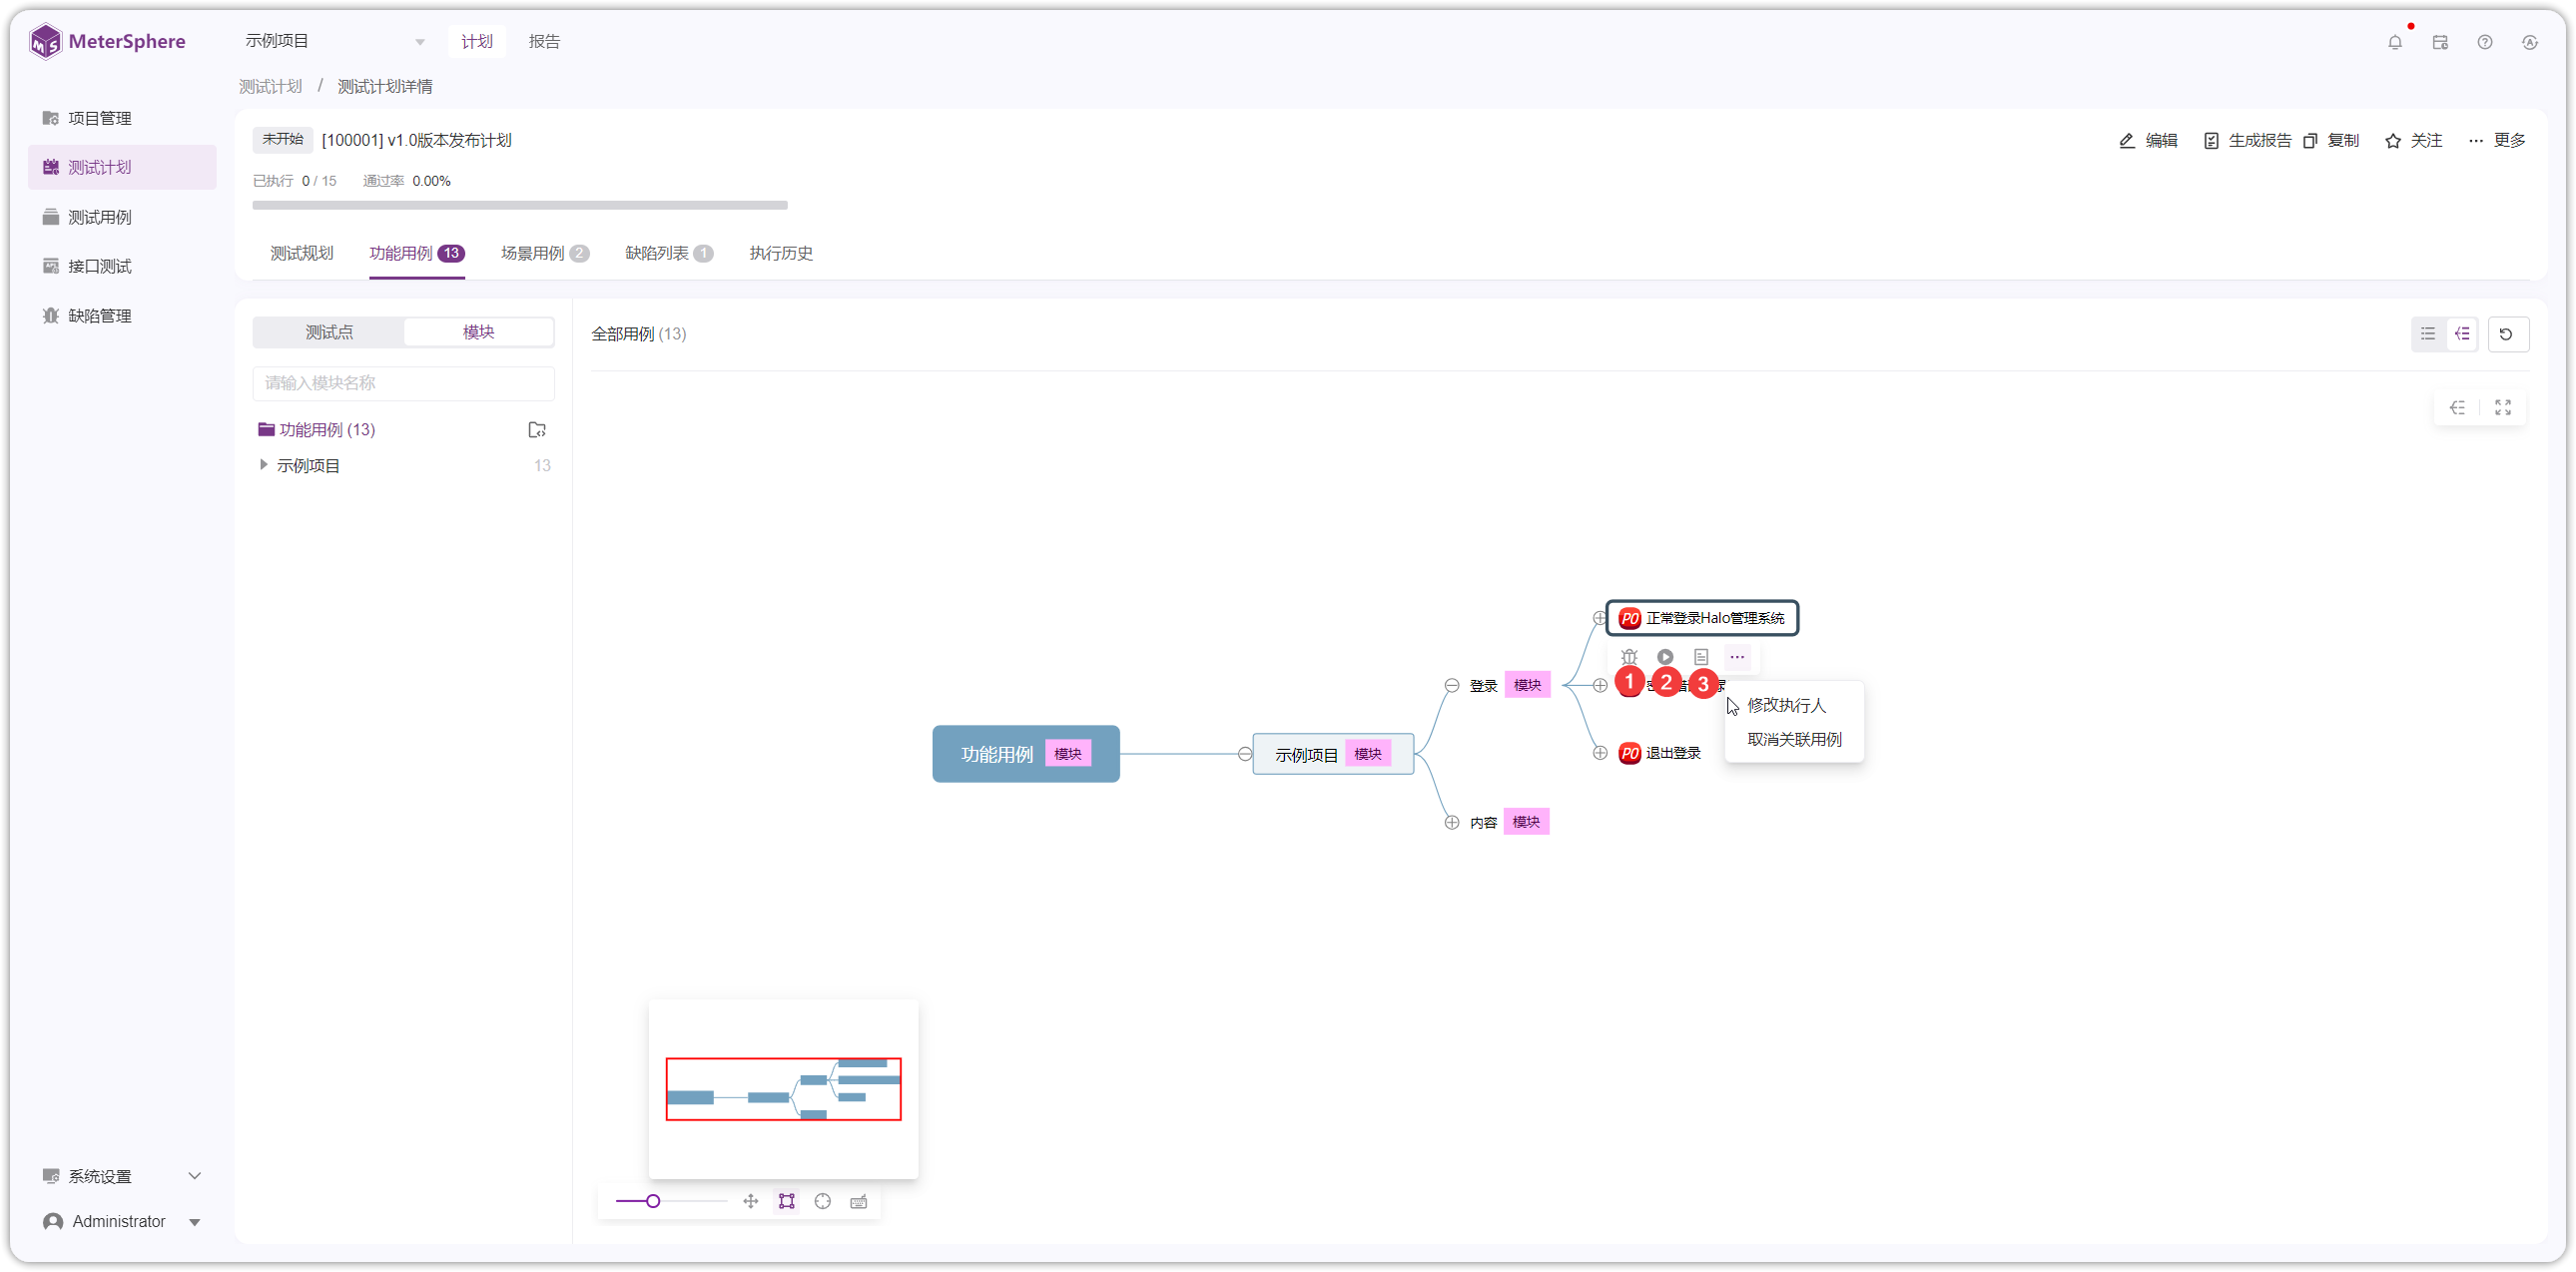 MeterSphere
示例项目
计划
报告
测试计划 / 测试计划详情
项目管理
测试计划
测试用例
接口测试
缺陷管理
未开始 [100001] v1.0版本发布计划
编辑
生成报告
复制
关注
更多
已执行 0 / 15 通过率 0.00%
测试规划
功能用例 13
场景用例 2
缺陷列表 1
执行历史
测试点
模块
请输入模块名称
功能用例 (13)
示例项目 13
全部用例 (13)
P0 正常登录Halo管理系统
1 2 3
登录 模块
修改执行人
取消关联用例
功能用例 模块
示例项目 模块
P0 退出登录
内容 模块
系统设置
Administrator